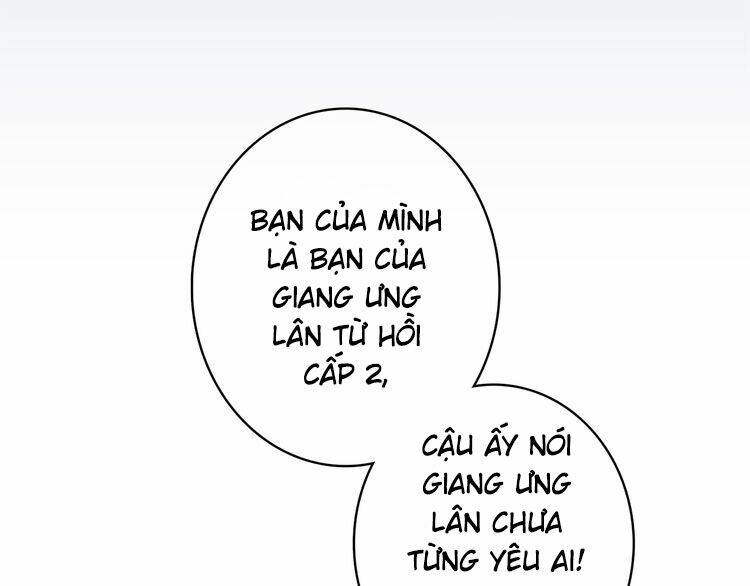 BẠN CỦA MÌNH
LÀ BẠN CỦA
GIANG ƯNG
LÂN TỪ HỒI
CẤP 2,
CẬU ẤY NÓI
GIANG ƯNG
LÂN CHƯA
TỪNG YÊU AI!